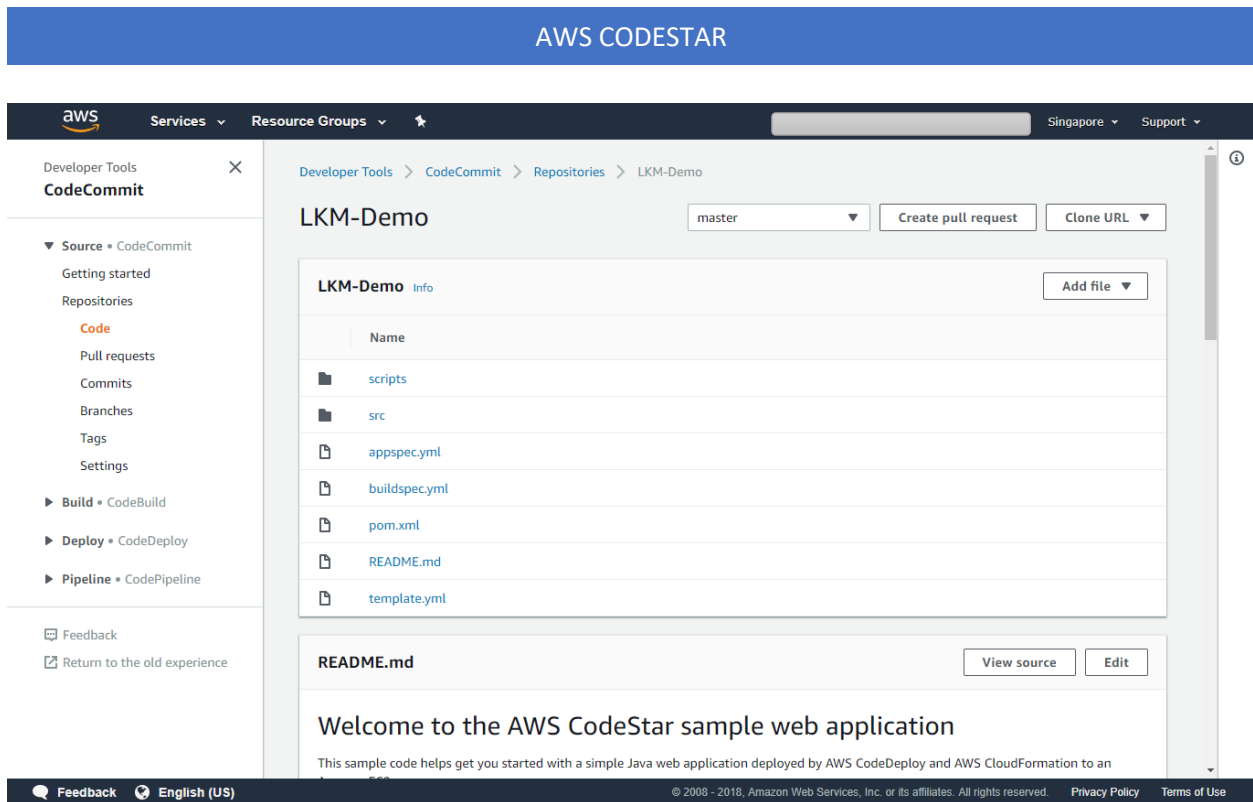 AWS CODESTAR
aws Services Resource Groups Singapore Support
Developer Tools
CodeCommit
Source • CodeCommit
Getting started
Repositories
Code
Pull requests
Commits
Branches
Tags
Settings
Build • CodeBuild
Deploy • CodeDeploy
Pipeline • CodePipeline
Feedback
Return to the old experience
Developer Tools > CodeCommit > Repositories > LKM-Demo
LKM-Demo master Create pull request Clone URL
LKM-Demo Info Add file
Name
scripts
src
appspec.yml
buildspec.yml
pom.xml
README.md
template.yml
README.md View source Edit
Welcome to the AWS CodeStar sample web application
This sample code helps get you started with a simple Java web application deployed by AWS CodeDeploy and AWS CloudFormation to an
Feedback English (US) © 2008 - 2018, Amazon Web Services, Inc. or its affiliates. All rights reserved. Privacy Policy Terms of Use